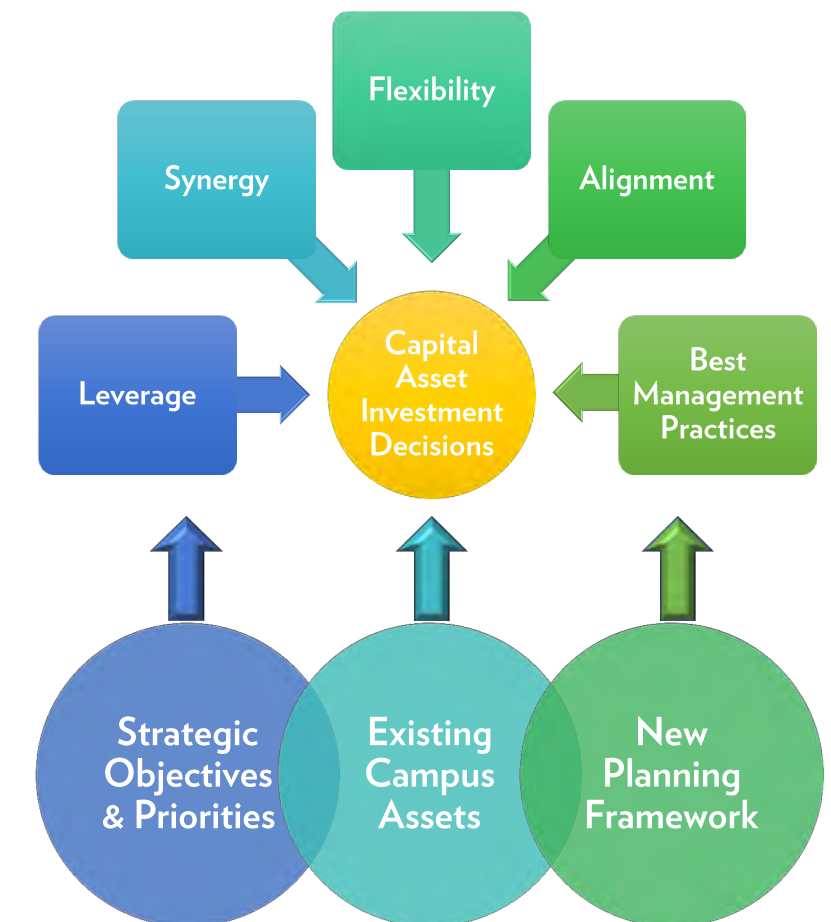 Flexibility
Synergy
Alignment
Leverage
Capital
Asset
Investment
Decisions
Best
Management
Practices
Strategic
Objectives
& Priorities
Existing
Campus
Assets
New
Planning
Framework